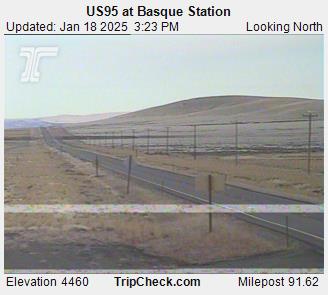 US95 at Basque Station
Updated: Jan 18 2025 3:23 PM Looking North
Elevation 4460 TripCheck.com Milepost 91.62